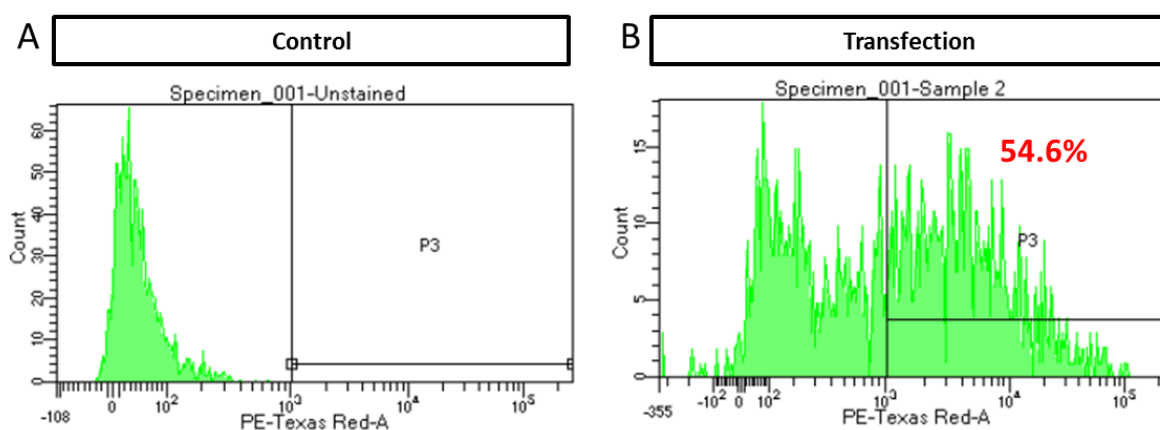 A
Control
Specimen_001-Unstained
Count
60
50
40
30
20
10
0
P3
-108
0
10²
10³
10⁴
10⁵
PE-Texas Red-A
B
Transfection
Specimen_001-Sample 2
54.6%
Count
15
10
5
0
P3
-355
-10²
0
10²
10³
10⁴
10⁵
PE-Texas Red-A